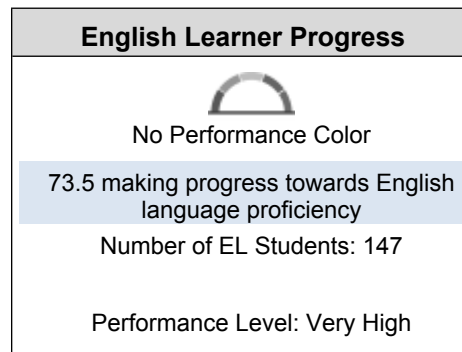 English Learner Progress
No Performance Color
73.5 making progress towards English
language proficiency
Number of EL Students: 147
Performance Level: Very High